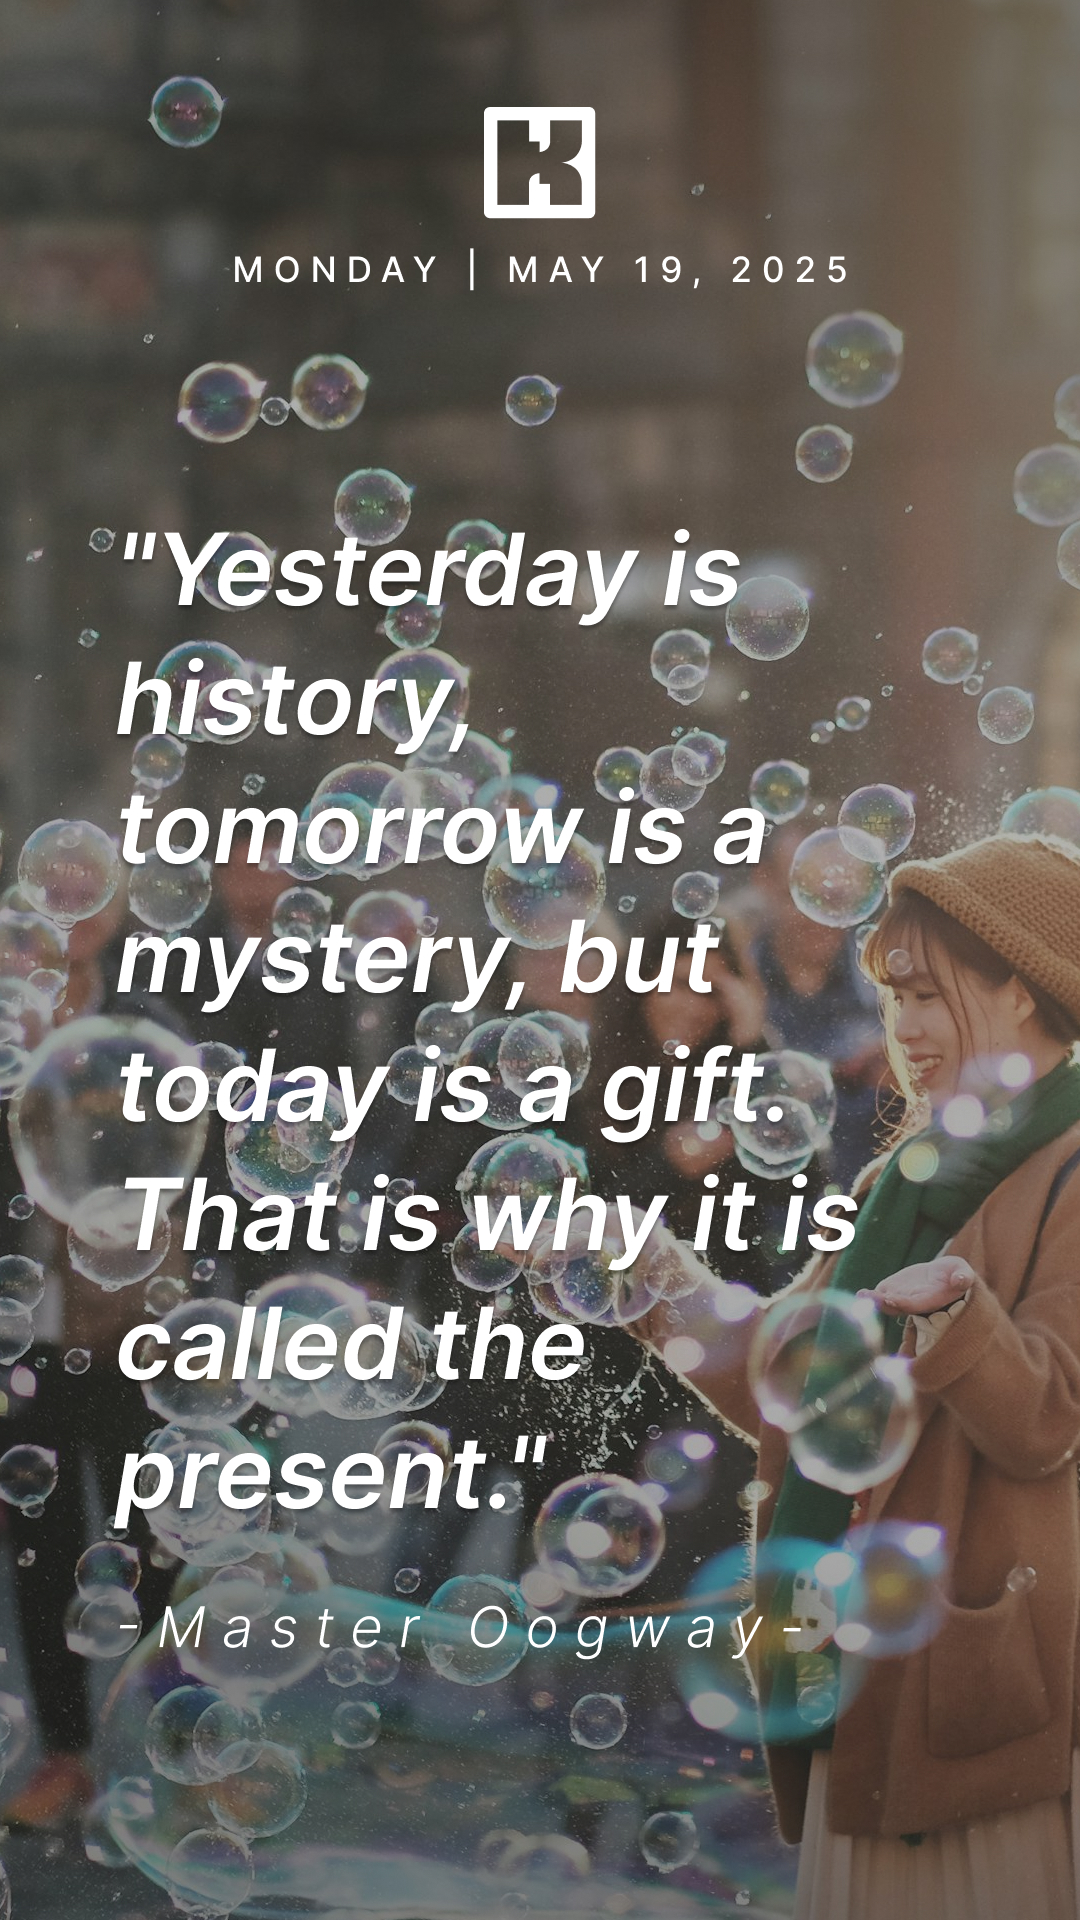 K
MONDAY | MAY 19, 2025
"Yesterday is
history,
tomorrow is a
mystery, but
today is a gift.
That is why it is
called the
present."
-Master Oogway-